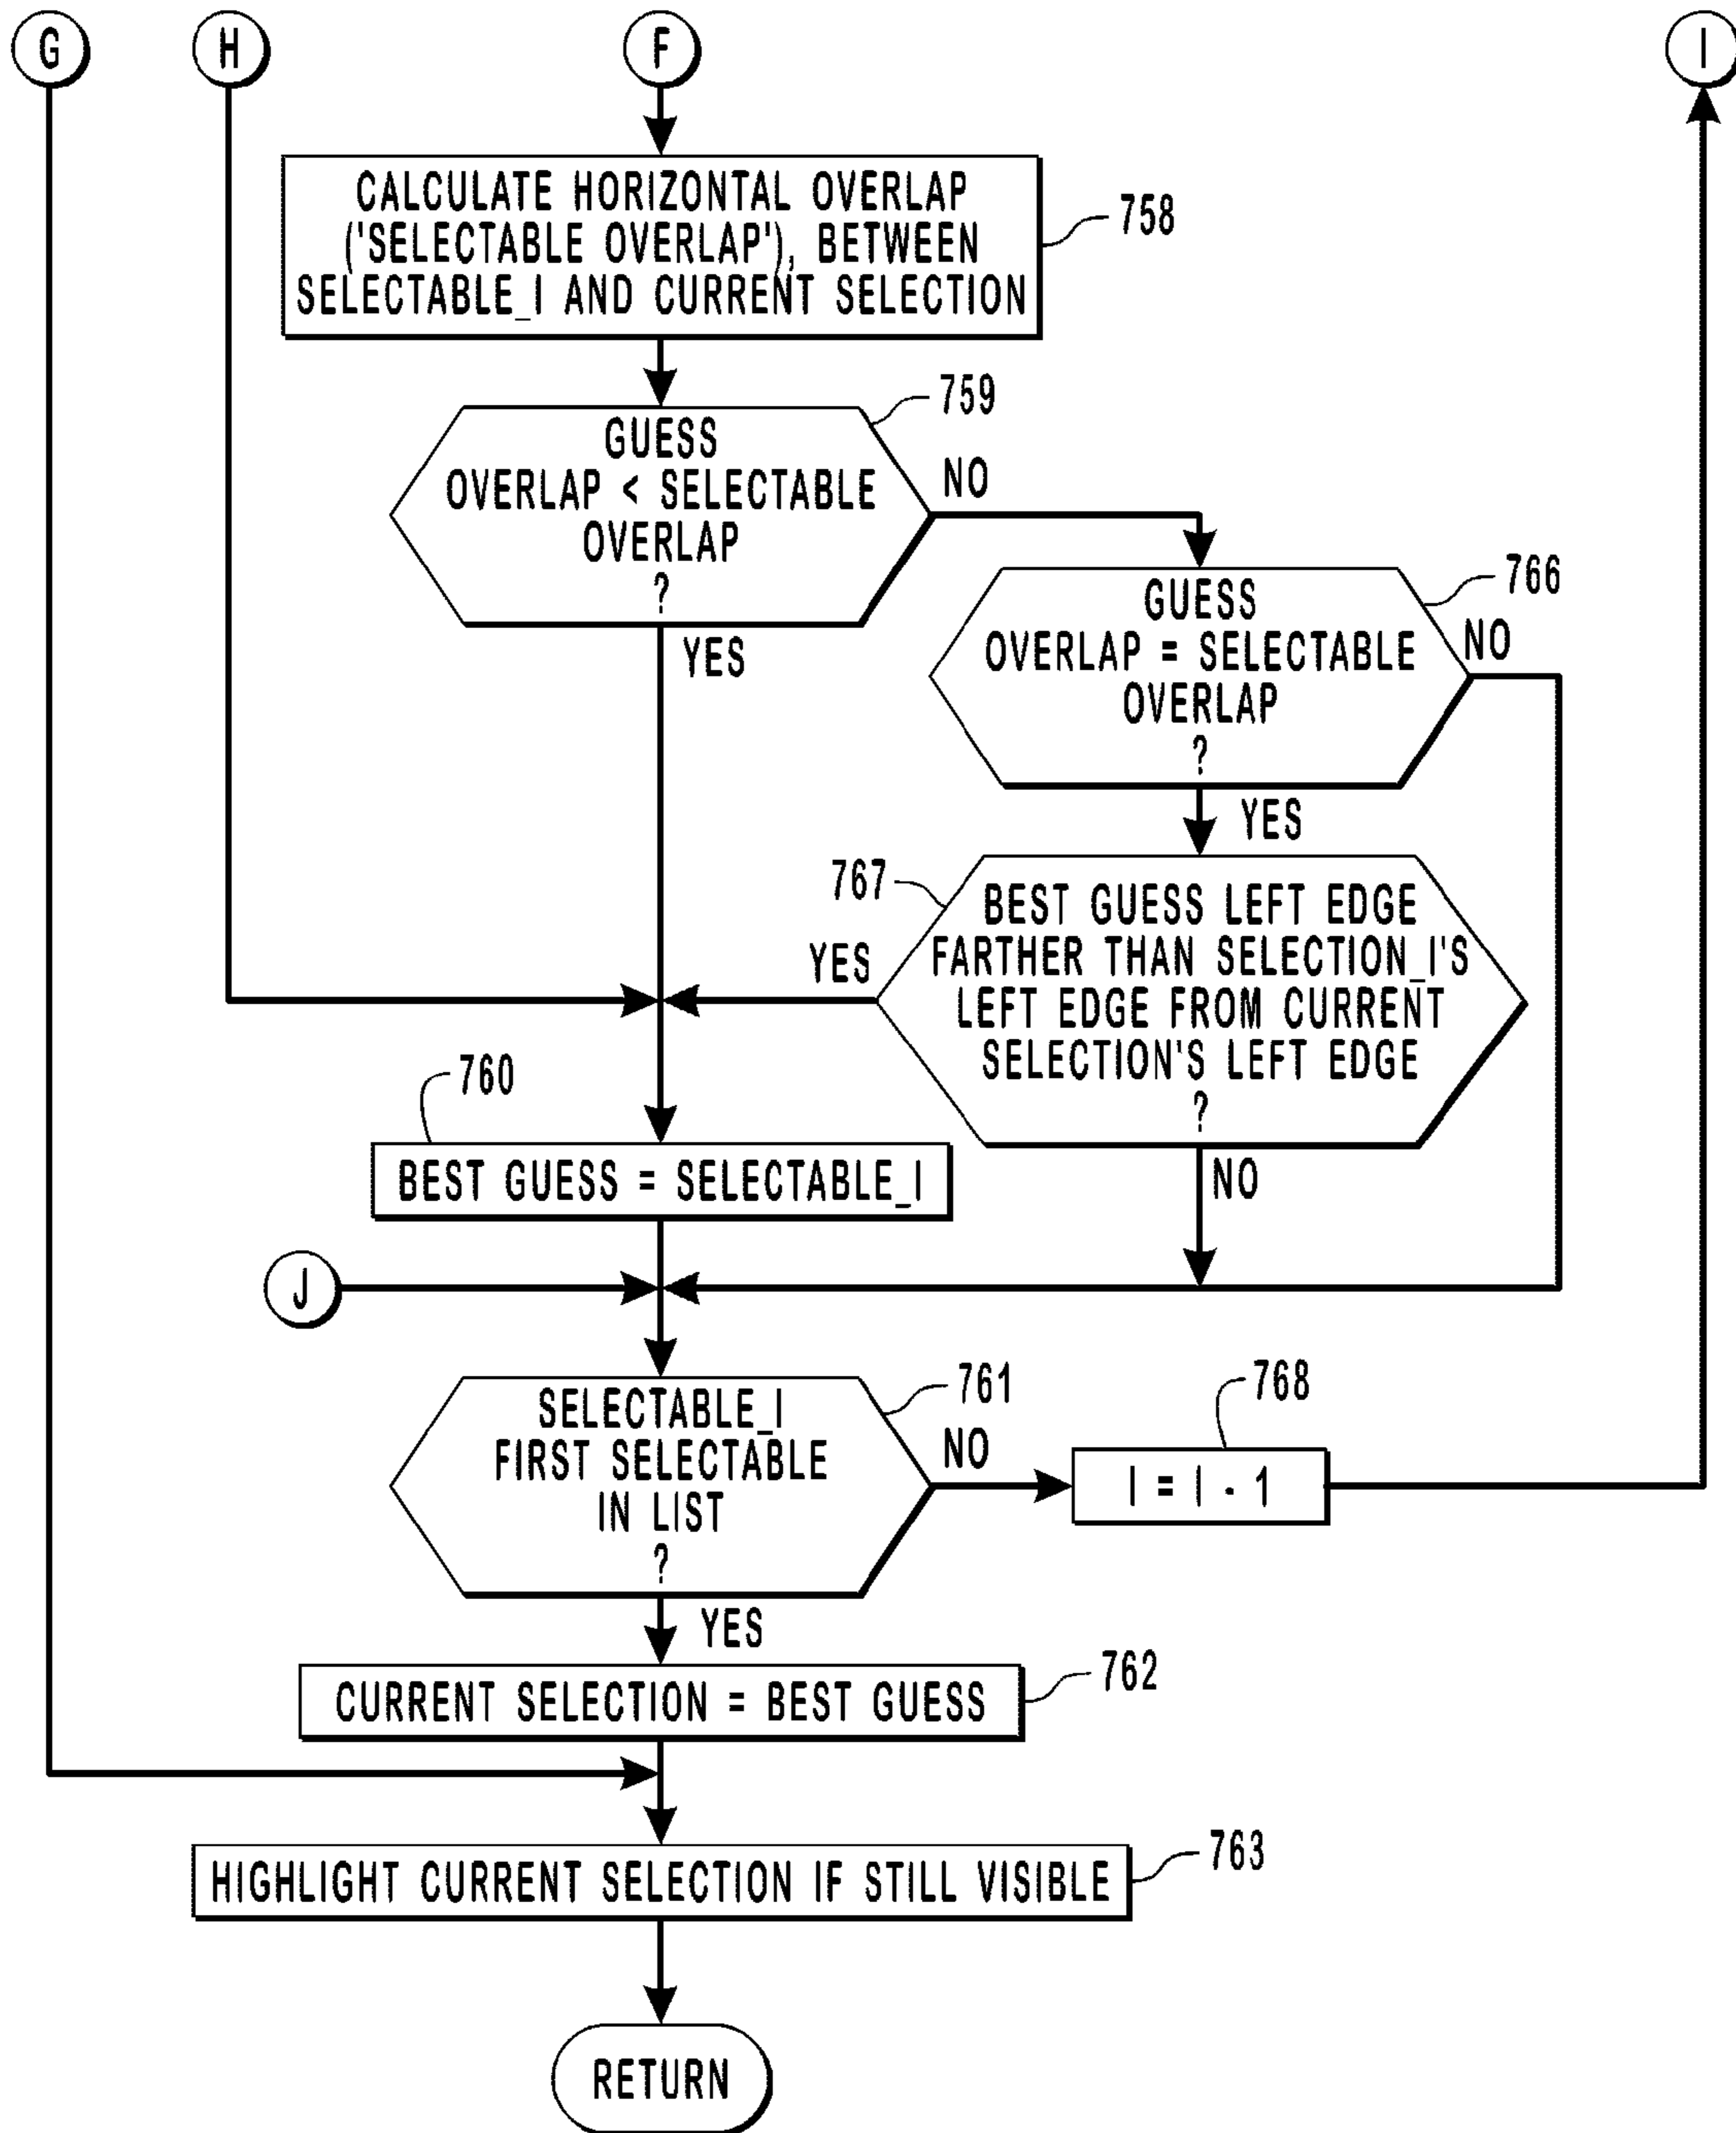 G
H
F
I
CALCULATE HORIZONTAL OVERLAP
('SELECTABLE OVERLAP'), BETWEEN
SELECTABLE_I AND CURRENT SELECTION
758
759
GUESS
OVERLAP < SELECTABLE
OVERLAP
?
NO
YES
766
GUESS
OVERLAP = SELECTABLE
OVERLAP
?
NO
YES
767
BEST GUESS LEFT EDGE
FARTHER THAN SELECTION_I'S
LEFT EDGE FROM CURRENT
SELECTION'S LEFT EDGE
?
YES
NO
760
BEST GUESS = SELECTABLE_I
J
761
SELECTABLE_I
FIRST SELECTABLE
IN LIST
?
NO
YES
768
I = I - 1
CURRENT SELECTION = BEST GUESS
762
HIGHLIGHT CURRENT SELECTION IF STILL VISIBLE
763
RETURN